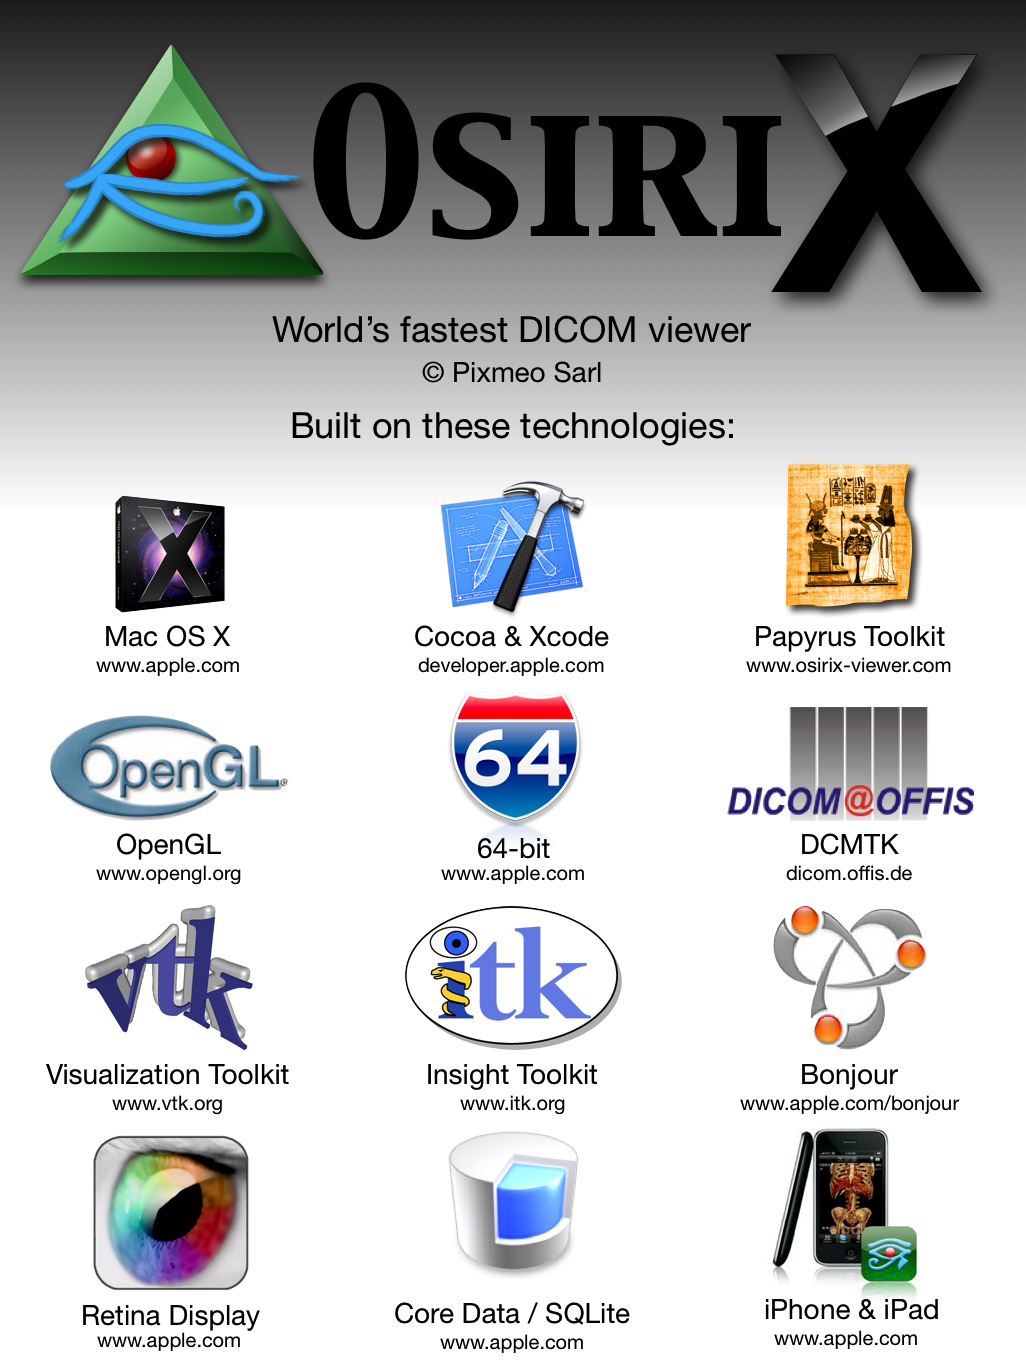 OsiriX
World's fastest DICOM viewer
© Pixmeo Sarl
Built on these technologies:
X
Mac OS X
www.apple.com
Cocoa & Xcode
developer.apple.com
Papyrus Toolkit
www.osirix-viewer.com
OpenGL®
OpenGL
www.opengl.org
64
64-bit
www.apple.com
DICOM@OFFIS
DCMTK
dicom.offis.de
vtk
Visualization Toolkit
www.vtk.org
itk
Insight Toolkit
www.itk.org
Bonjour
www.apple.com/bonjour
Retina Display
www.apple.com
Core Data / SQLite
www.apple.com
iPhone & iPad
www.apple.com